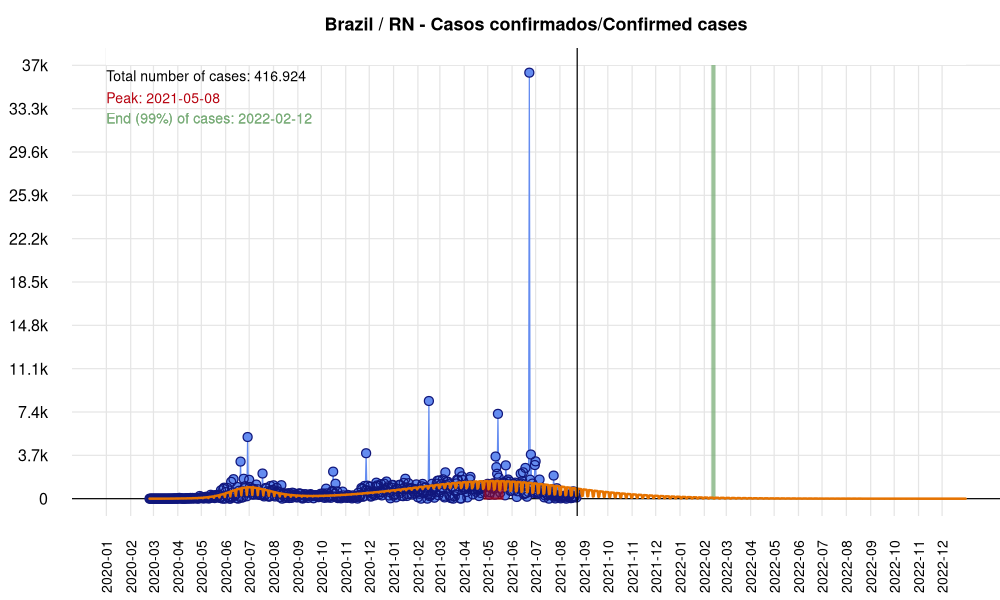 Brazil / RN - Casos confirmados/Confirmed cases
Total number of cases: 416.924
Peak: 2021-05-08
End (99%) of cases: 2022-02-12
37k
33.3k
29.6k
25.9k
22.2k
18.5k
14.8k
11.1k
7.4k
3.7k
0
2020-01
2020-02
2020-03
2020-04
2020-05
2020-06
2020-07
2020-08
2020-09
2020-10
2020-11
2020-12
2021-01
2021-02
2021-03
2021-04
2021-05
2021-06
2021-07
2021-08
2021-09
2021-10
2021-11
2021-12
2022-01
2022-02
2022-03
2022-04
2022-05
2022-06
2022-07
2022-08
2022-09
2022-10
2022-11
2022-12